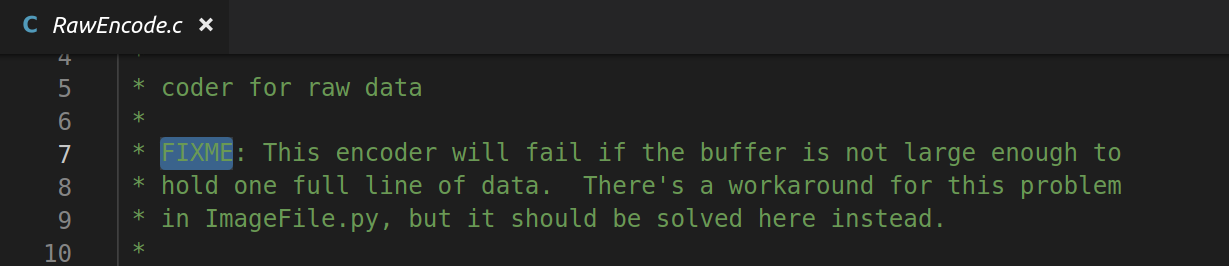 C RawEncode.c ×
4 *
5 * coder for raw data
6 *
7 * FIXME: This encoder will fail if the buffer is not large enough to
8 * hold one full line of data.  There's a workaround for this problem
9 * in ImageFile.py, but it should be solved here instead.
10 *